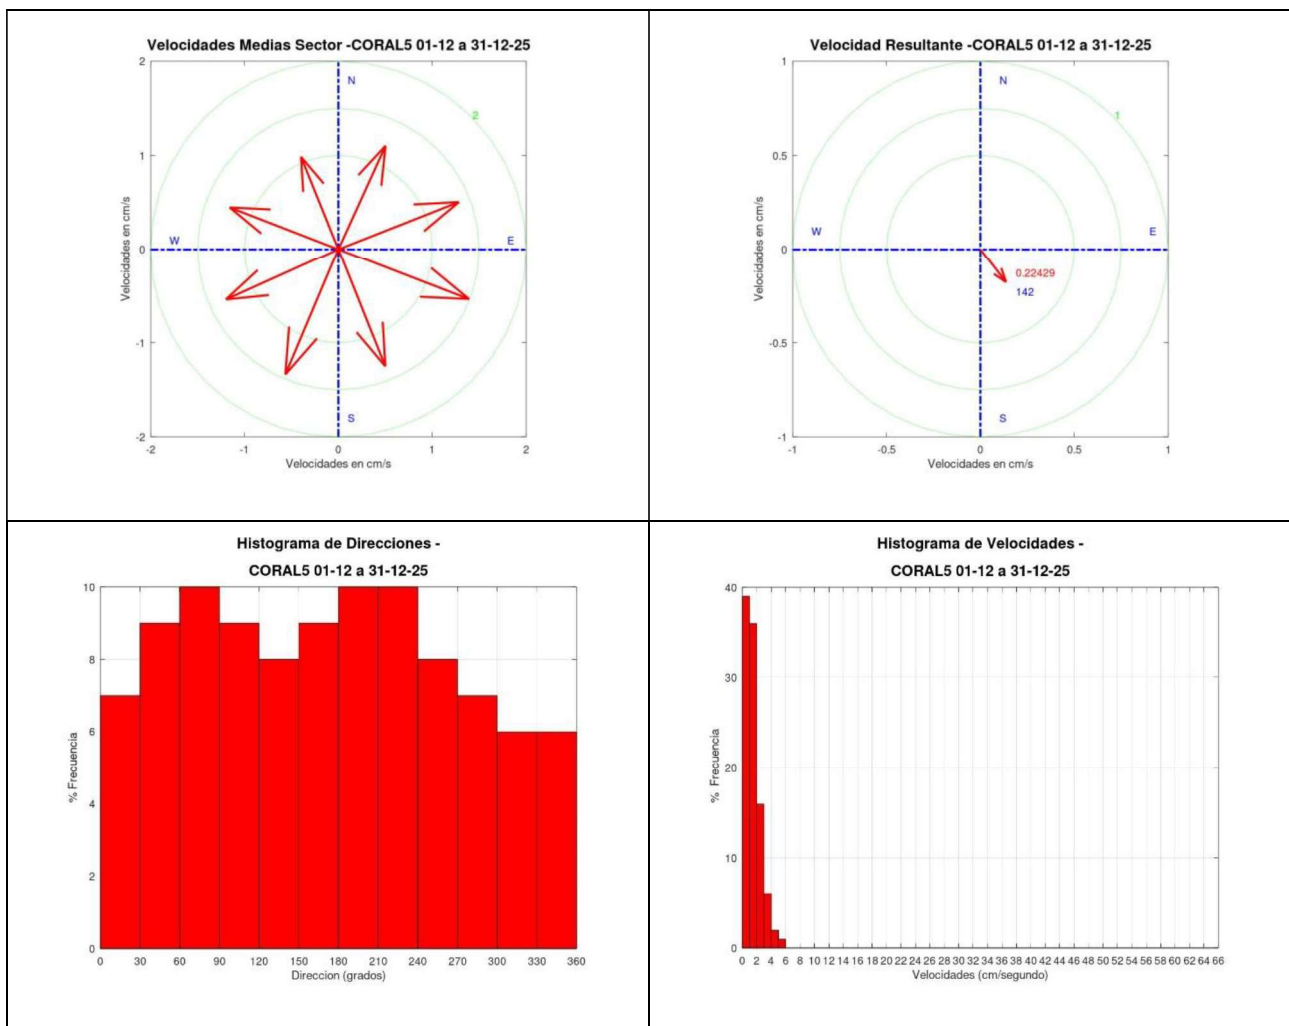 Velocidades Medias Sector -CORAL5 01-12 a 31-12-25
2
N
2
1
Velocidades en cm/s
W
E
0
-1
S
-2
-2 -1 0 1 2
Velocidades en cm/s
Velocidad Resultante -CORAL5 01-12 a 31-12-25
1
N
1
0.5
Velocidades en cm/s
W
E
0
0.22429
142
-0.5
S
-1
-1 -0.5 0 0.5 1
Velocidades en cm/s
Histograma de Direcciones -
CORAL5 01-12 a 31-12-25
10
8
6
% Frecuencia
4
2
0
0 30 60 90 120 150 180 210 240 270 300 330 360
Direccion (grados)
Histograma de Velocidades -
CORAL5 01-12 a 31-12-25
40
30
% Frecuencia
20
10
0
0 2 4 6 8 10 12 14 16 18 20 22 24 26 28 30 32 34 36 38 40 42 44 46 48 50 52 54 56 58 60 62 64 66
Velocidades (cm/segundo)